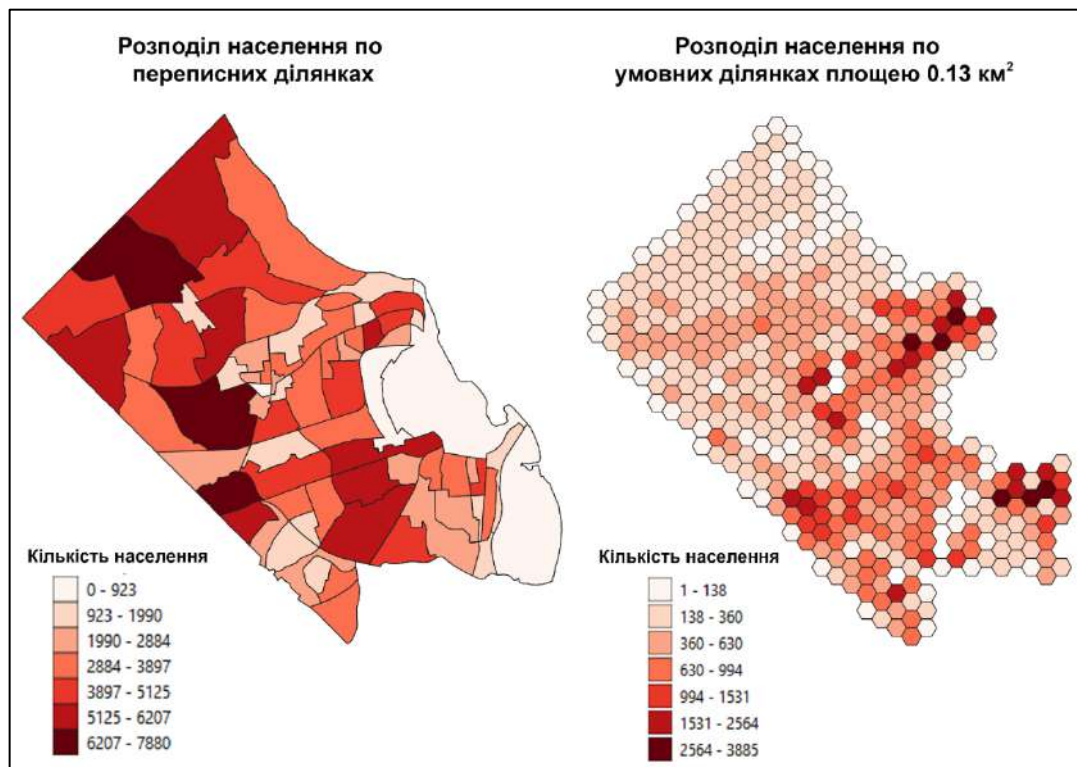 Розподіл населення по
переписних ділянках
Розподіл населення по
умовних ділянках площею 0.13 км²
Кількість населення
0 - 923
923 - 1990
1990 - 2884
2884 - 3897
3897 - 5125
5125 - 6207
6207 - 7880
Кількість населення
1 - 138
138 - 360
360 - 630
630 - 994
994 - 1531
1531 - 2564
2564 - 3885